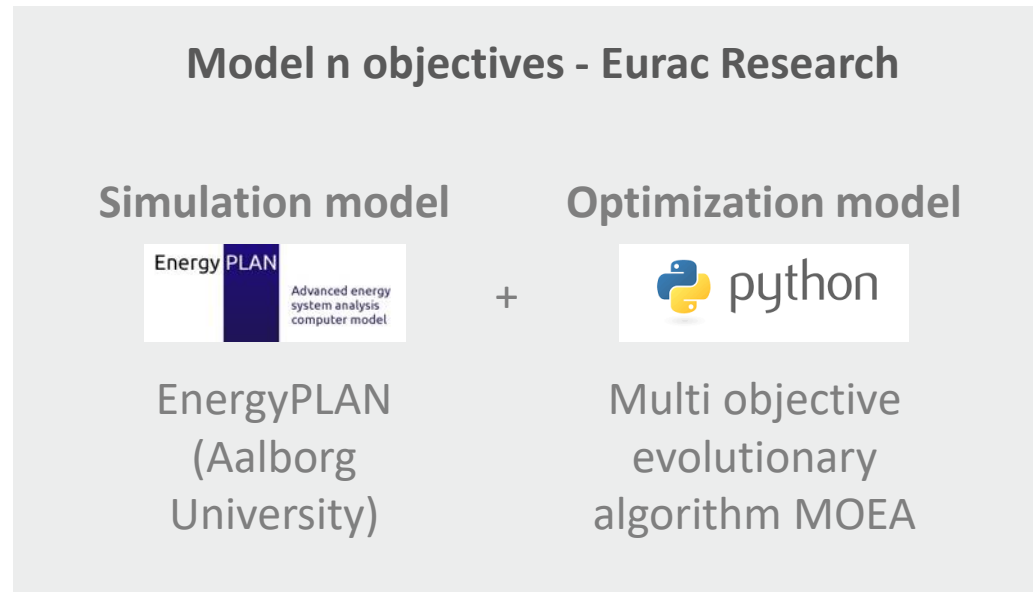 Model n objectives - Eurac Research
Simulation model
Energy PLAN
Advanced energy
system analysis
computer model
EnergyPLAN
(Aalborg
University)
+
Optimization model
python
Multi objective
evolutionary
algorithm MOEA